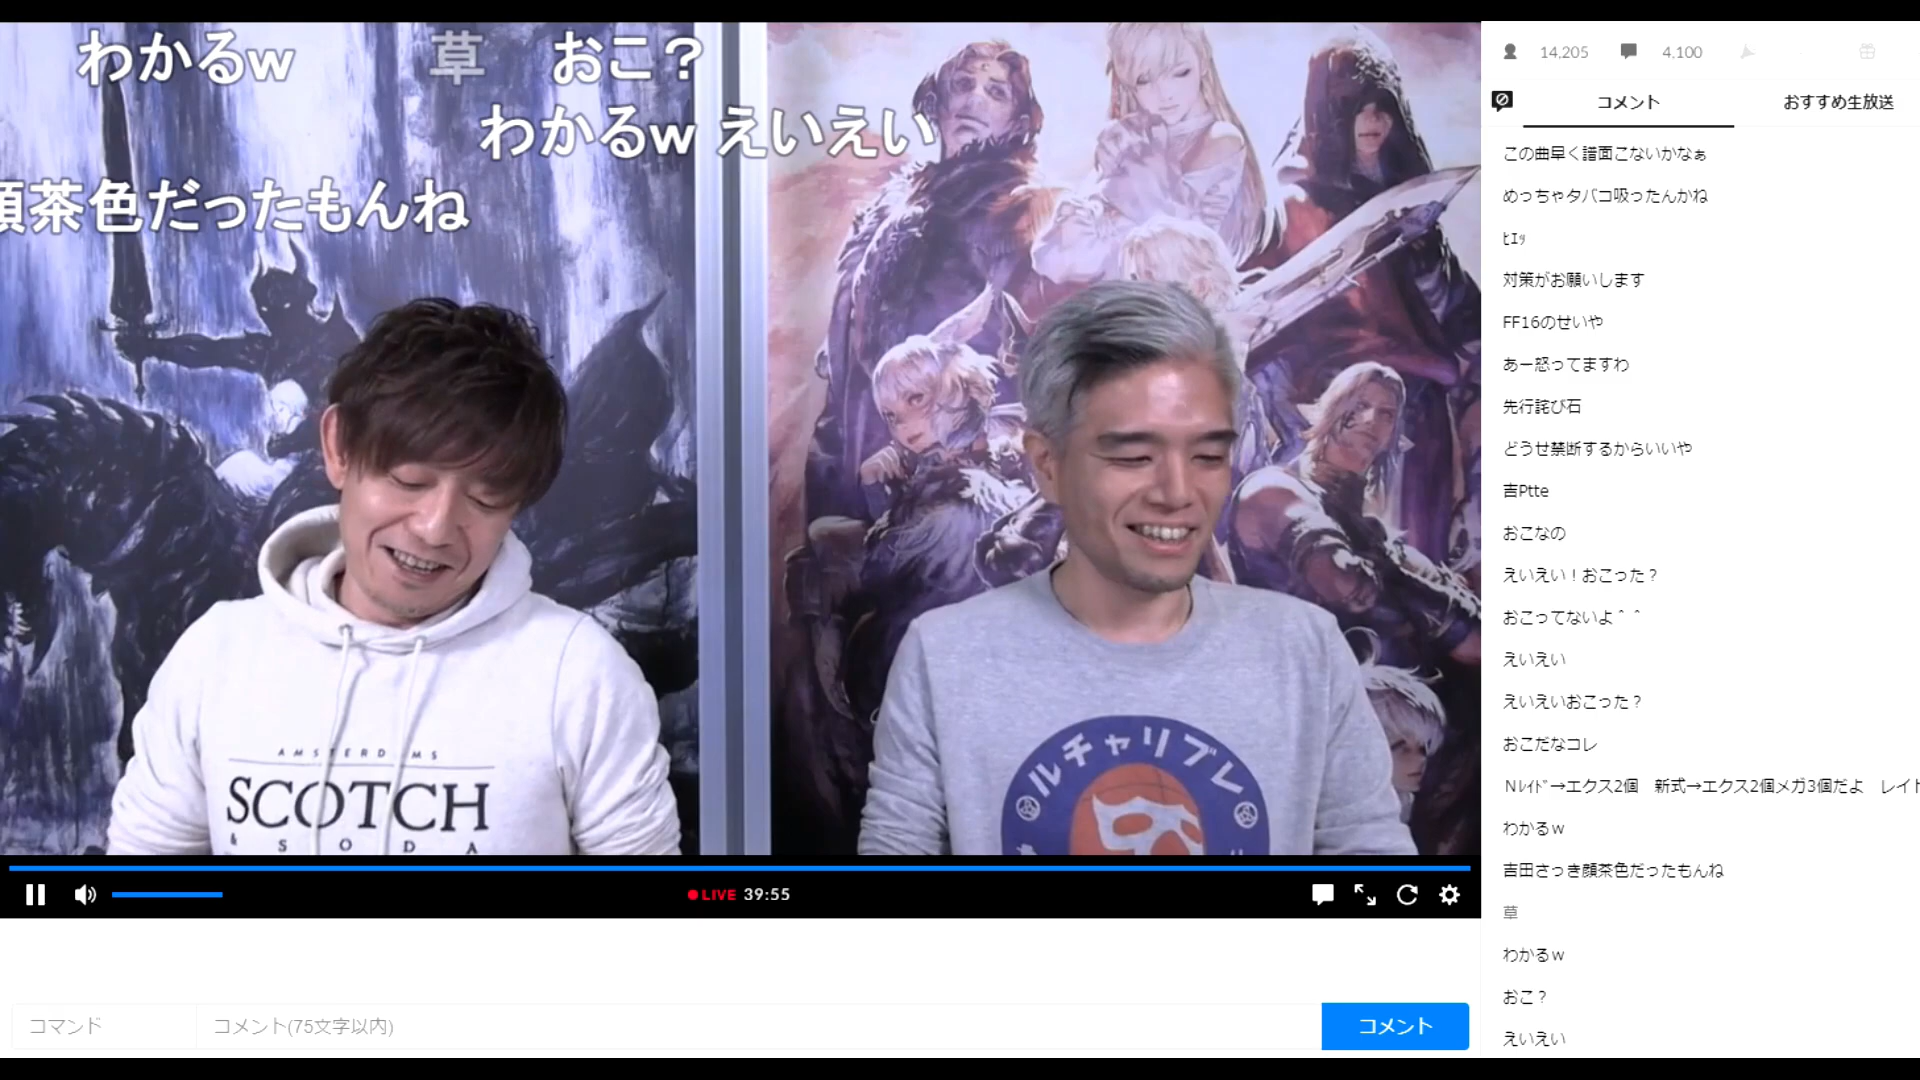 わかるw 草 おこ？
わかるw えいえい
顔茶色だったもんね
AMSTERDAMS
SCOTCH
& SODA
ルチャリブレ
LIVE 39:55
コマンド
コメント(75文字以内)
コメント
14,205 4,100
コメント おすすめ生放送
この曲早く譜面こないかなぁ
めっちゃタバコ吸ったんかね
ﾋｴｯ
対策がお願いします
FF16のせいや
あー怒ってますわ
先行詫び石
どうせ禁断するからいいや
吉Ptte
おこなの
えいえい！おこった？
おこってないよ＾＾
えいえい
えいえいおこった？
おこだなコレ
Nﾚｲﾄﾞ→エクス2個　新式→エクス2個メガ3個だよ　レイド
わかるｗ
吉田さっき顔茶色だったもんね
草
わかるｗ
おこ？
えいえい